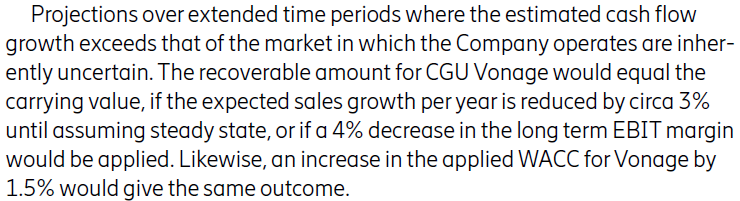 Projections over extended time periods where the estimated cash flow
growth exceeds that of the market in which the Company operates are inher-
ently uncertain. The recoverable amount for CGU Vonage would equal the
carrying value, if the expected sales growth per year is reduced by circa 3%
until assuming steady state, or if a 4% decrease in the long term EBIT margin
would be applied. Likewise, an increase in the applied WACC for Vonage by
1.5% would give the same outcome.